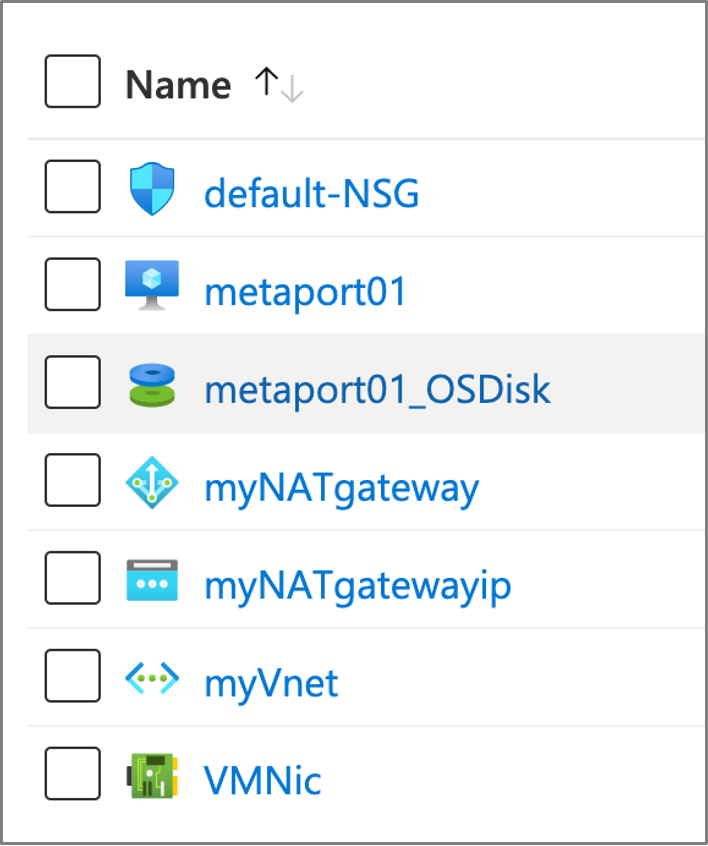 Name ↑↓
default-NSG
metaport01
metaport01_OSDisk
myNATgateway
myNATgatewayip
myVnet
VMNic